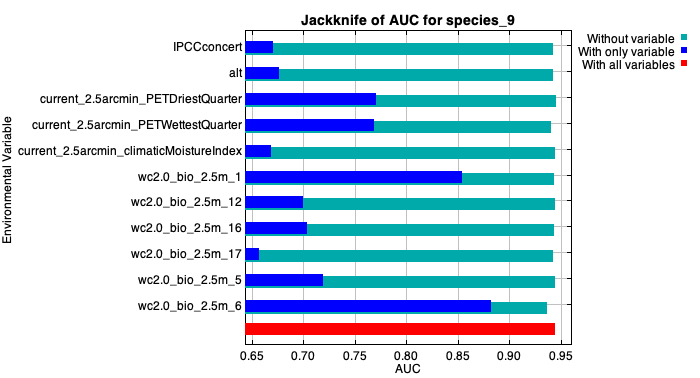 Jackknife of AUC for species_9
Without variable
With only variable
With all variables
Environmental Variable
IPCCconcert
alt
current_2.5arcmin_PETDriestQuarter
current_2.5arcmin_PETWettestQuarter
current_2.5arcmin_climaticMoistureIndex
wc2.0_bio_2.5m_1
wc2.0_bio_2.5m_12
wc2.0_bio_2.5m_16
wc2.0_bio_2.5m_17
wc2.0_bio_2.5m_5
wc2.0_bio_2.5m_6
0.65 0.70 0.75 0.80 0.85 0.90 0.95
AUC